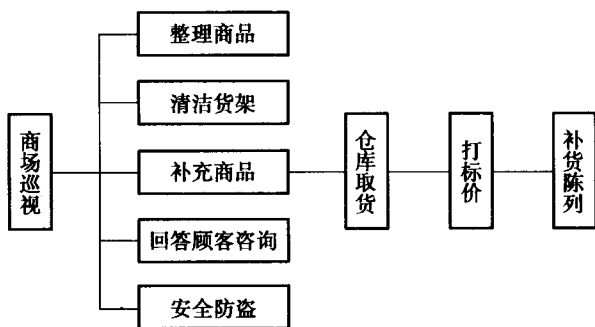 整理商品
清洁货架
商场巡视
补充商品
仓库取货
打标价
补货陈列
回答顾客咨询
安全防盗